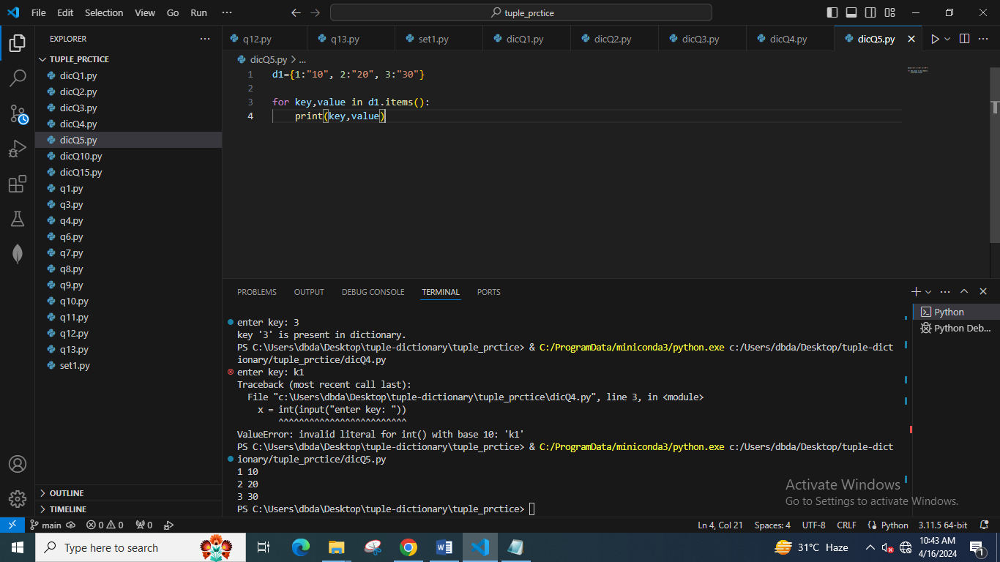 File Edit Selection View Go Run ···
tuple_prctice
EXPLORER ···
TUPLE_PRCTICE
dicQ1.py
dicQ2.py
dicQ3.py
dicQ4.py
dicQ5.py
dicQ10.py
dicQ15.py
q1.py
q3.py
q4.py
q6.py
q7.py
q8.py
q9.py
q10.py
q11.py
q12.py
q13.py
set1.py
OUTLINE
TIMELINE
q12.py q13.py set1.py dicQ1.py dicQ2.py dicQ3.py dicQ4.py dicQ5.py
dicQ5.py > ...
1 d1={1:"10", 2:"20", 3:"30"}
2
3 for key,value in d1.items():
4 print(key,value)
PROBLEMS OUTPUT DEBUG CONSOLE TERMINAL PORTS
enter key: 3
key '3' is present in dictionary.
PS C:\Users\dbda\Desktop\tuple-dictionary\tuple_prctice> & C:/ProgramData/miniconda3/python.exe c:/Users/dbda/Desktop/tuple-dict
ionary/tuple_prctice/dicQ4.py
enter key: k1
Traceback (most recent call last):
File "c:\Users\dbda\Desktop\tuple-dictionary\tuple_prctice\dicQ4.py", line 3, in <module>
x = int(input("enter key: "))
^^^^^^^^^^^^^^^^^^^^^^^^^
ValueError: invalid literal for int() with base 10: 'k1'
PS C:\Users\dbda\Desktop\tuple-dictionary\tuple_prctice> & C:/ProgramData/miniconda3/python.exe c:/Users/dbda/Desktop/tuple-dict
ionary/tuple_prctice/dicQ5.py
1 10
2 20
3 30
PS C:\Users\dbda\Desktop\tuple-dictionary\tuple_prctice>
Python
Python Deb...
Activate Windows
Go to Settings to activate Windows.
main 0 0 0
Ln 4, Col 21 Spaces: 4 UTF-8 CRLF Python 3.11.5 64-bit
Type here to search
31°C Haze
10:43 AM
4/16/2024
1